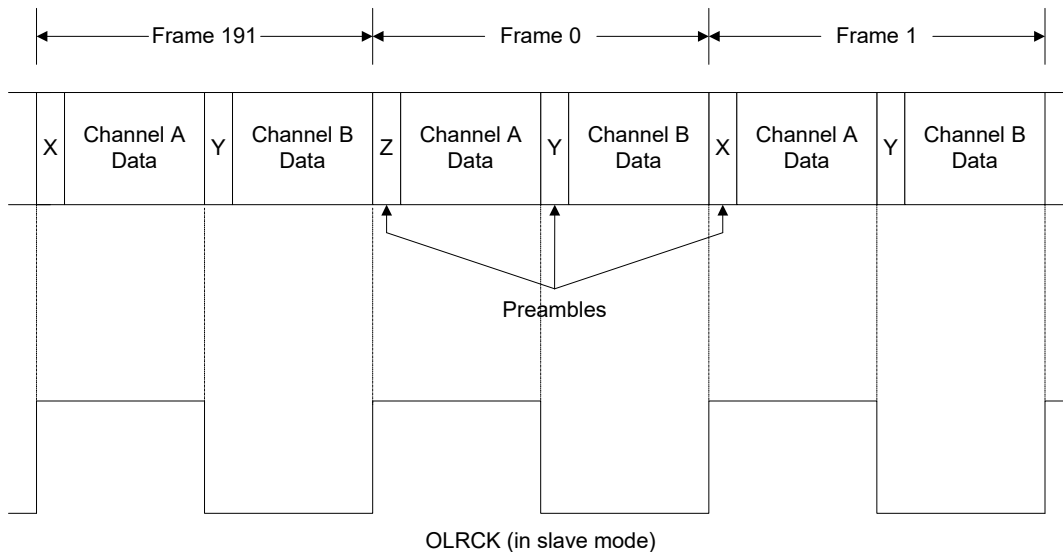 Frame 191 Frame 0 Frame 1
X Channel A Data Y Channel B Data Z Channel A Data Y Channel B Data X Channel A Data Y Channel B Data
Preambles
OLRCK (in slave mode)